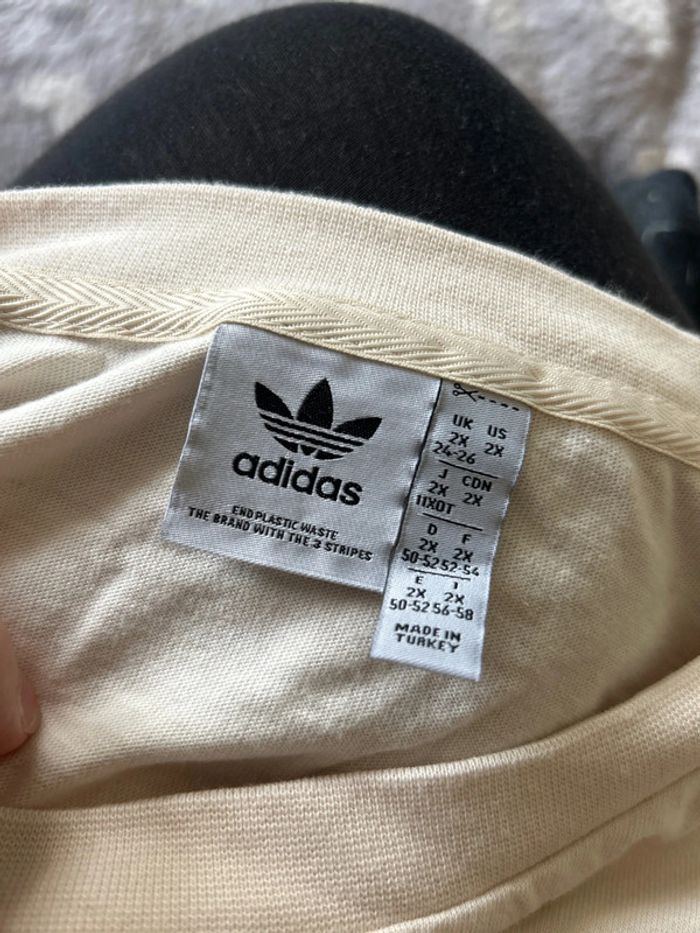 adidas
END PLASTIC WASTE
THE BRAND WITH THE 3 STRIPES
UK US
2X 2X
24-26
J CDN
2X 2X
11XOT
D F
2X 2X
50-52 52-54
E I
2X 2X
50-52 56-58
MADE IN
TURKEY